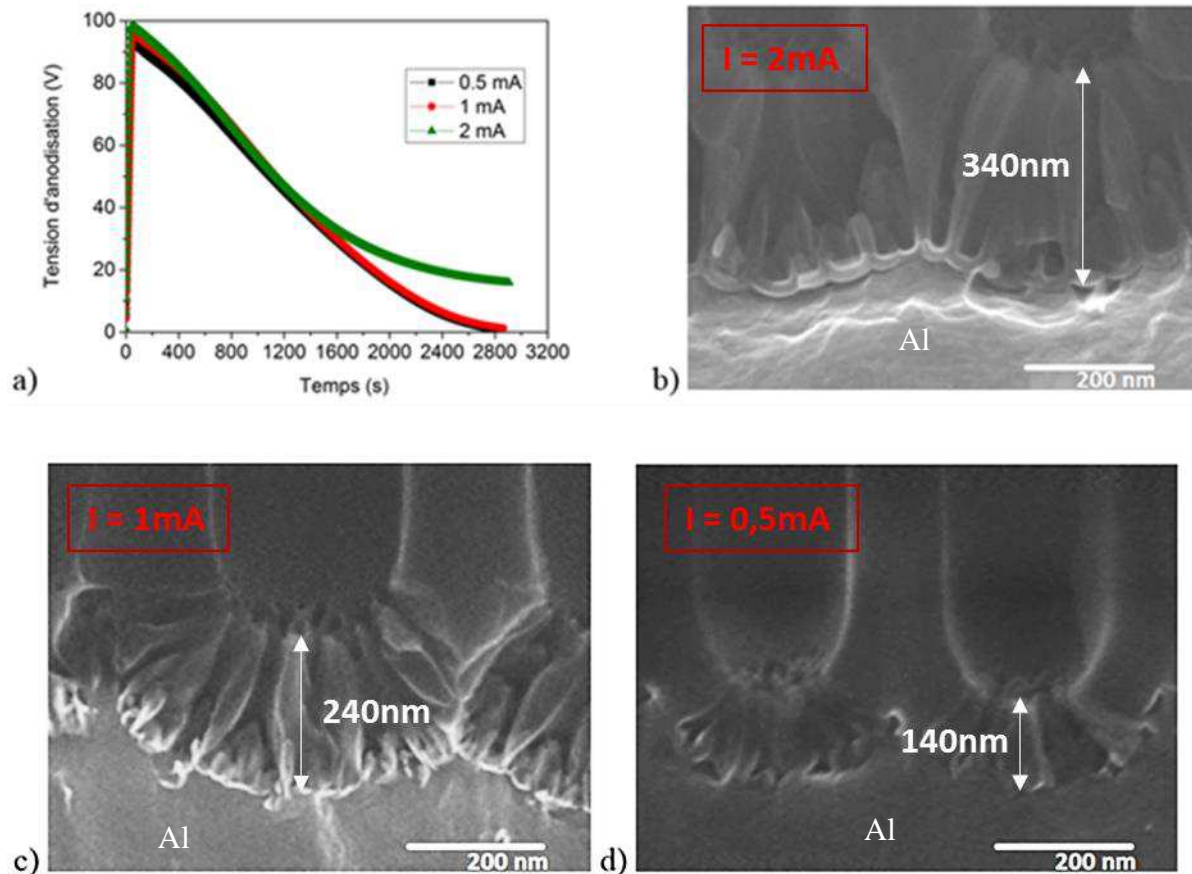 100
80
60
40
20
0
Tension d'anodisation (V)
0.5 mA
1 mA
2 mA
0 400 800 1200 1600 2000 2400 2800 3200
Temps (s)
a)
I = 2mA
340nm
Al
200 nm
b)
I = 1mA
240nm
Al
200 nm
c)
I = 0,5mA
140nm
Al
200 nm
d)